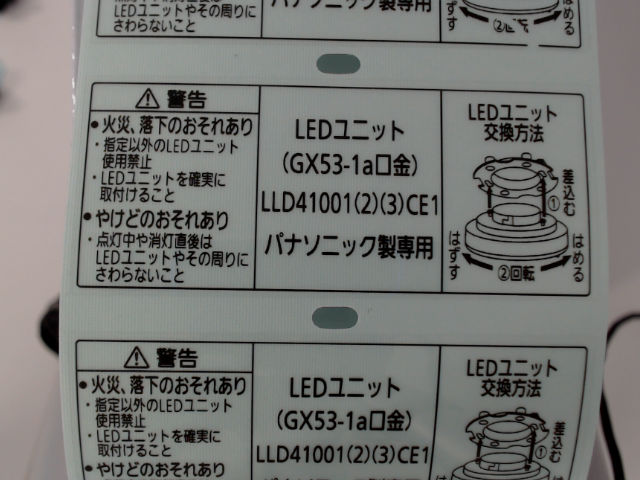 LEDユニットやその周りに
さわらないこと
パナソニック製専用
②回転
はずす
はめる
警告
●火災、落下のおそれあり
・指定以外のLEDユニット
使用禁止
・LEDユニットを確実に
取付けること
●やけどのおそれあり
・点灯中や消灯直後は
LEDユニットやその周りに
さわらないこと
LEDユニット
(GX53-1a口金)
LLD41001(2)(3)CE1
パナソニック製専用
LEDユニット
交換方法
差込む
①
はずす
はめる
②回転
警告
●火災、落下のおそれあり
・指定以外のLEDユニット
使用禁止
・LEDユニットを確実に
取付けること
●やけどのおそれあり
LEDユニット
(GX53-1a口金)
LLD41001(2)(3)CE1
LEDユニット
交換方法
差込む
①